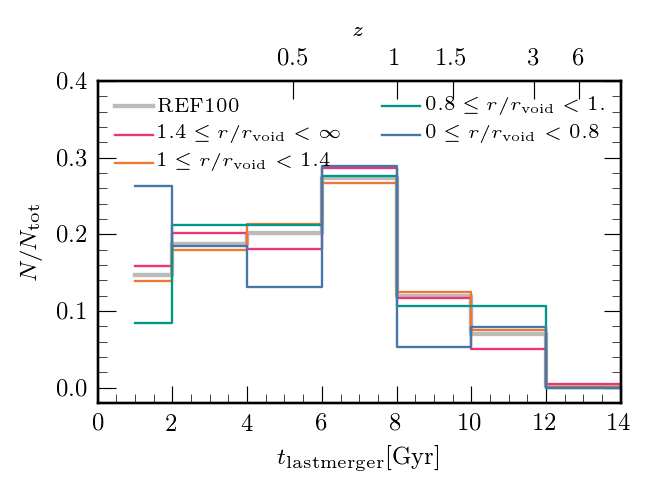 z
0.5 1 1.5 3 6
REF100
1.4 ≤ r/r_void < ∞
1 ≤ r/r_void < 1.4
0.8 ≤ r/r_void < 1.
0 ≤ r/r_void < 0.8
0.4
0.3
0.2
0.1
0.0
N/N_tot
0 2 4 6 8 10 12 14
t_lastmerger[Gyr]